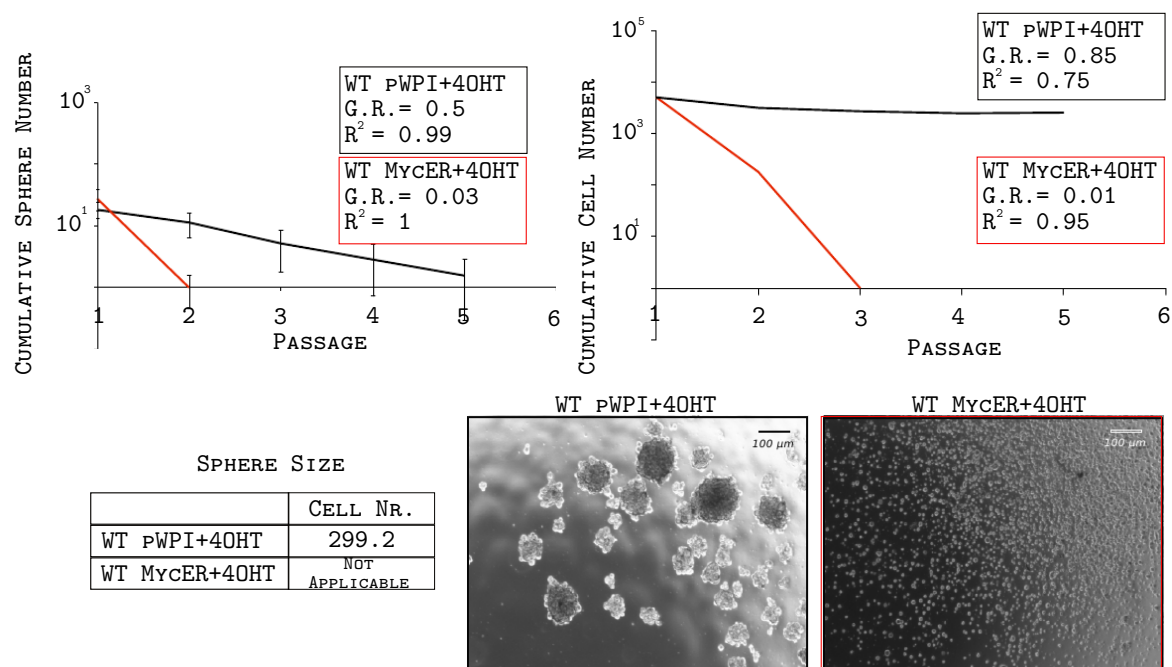 Cumulative Sphere Number
10³
10¹
WT pWPI+4OHT
G.R.= 0.5
R² = 0.99
WT MycER+4OHT
G.R.= 0.03
R² = 1
1 2 3 4 5 6
Passage
Cumulative Cell Number
10⁵
10³
10¹
WT pWPI+4OHT
G.R.= 0.85
R² = 0.75
WT MycER+4OHT
G.R.= 0.01
R² = 0.95
1 2 3 4 5 6
Passage
Sphere Size
Cell Nr.
WT pWPI+4OHT 299.2
WT MycER+4OHT Not Applicable
WT pWPI+4OHT
100 µm
WT MycER+4OHT
100 µm